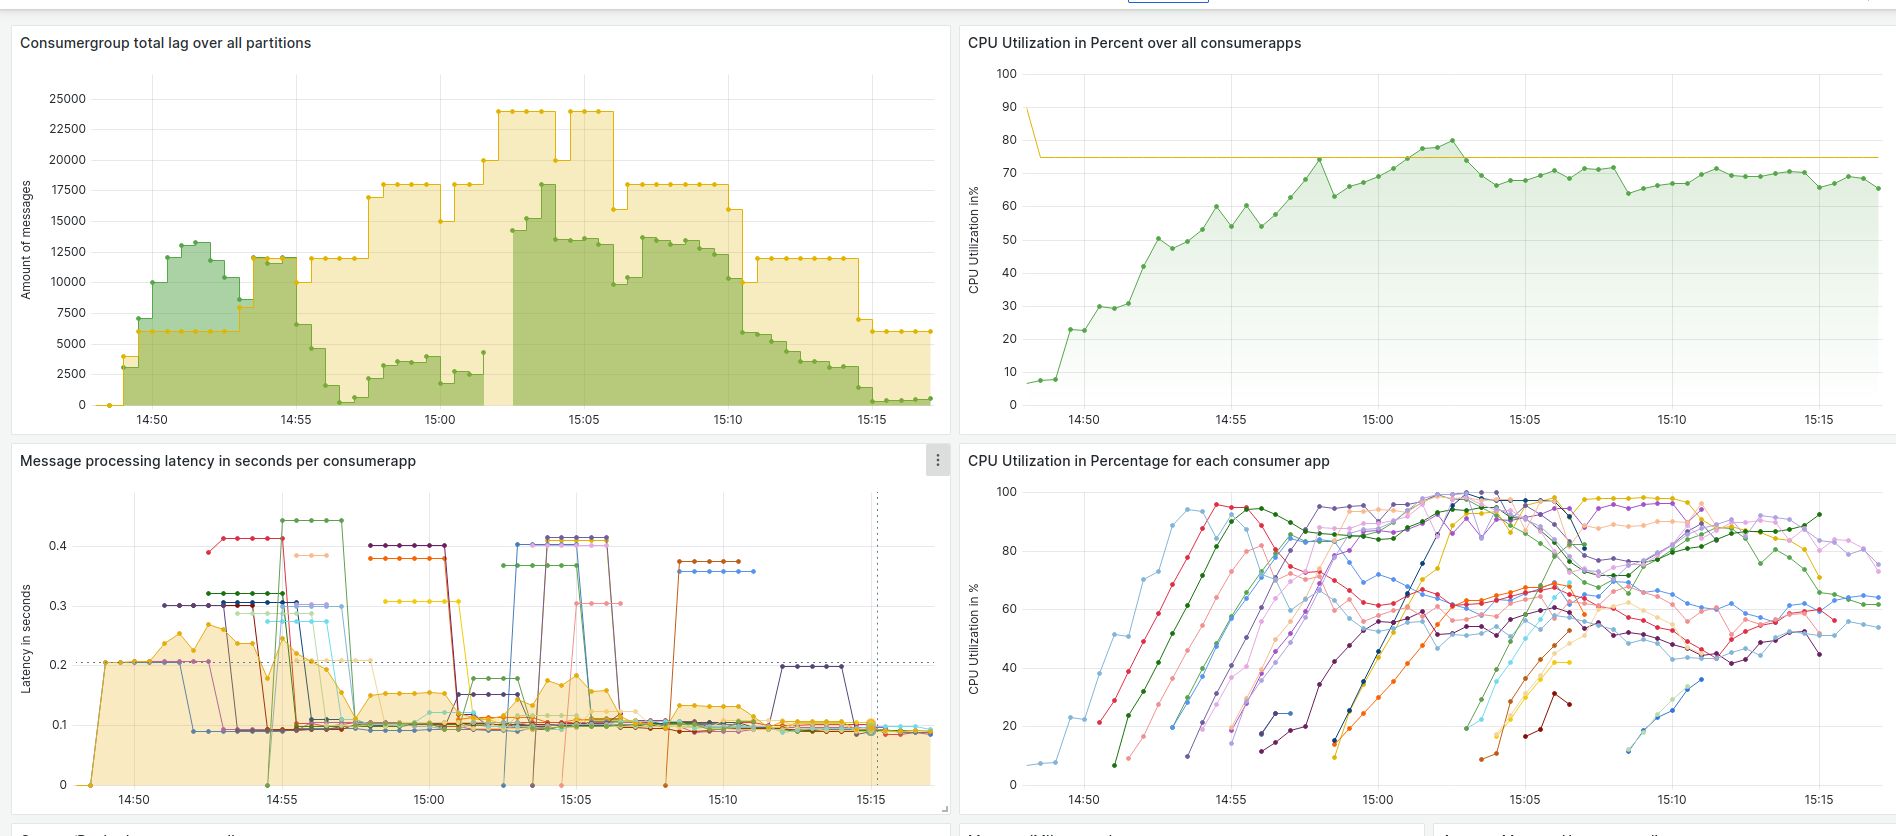 Consumergroup total lag over all partitions
Amount of messages
25000
22500
20000
17500
15000
12500
10000
7500
5000
2500
0
14:50 14:55 15:00 15:05 15:10 15:15
CPU Utilization in Percent over all consumerapps
CPU Utilization in%
100
90
80
70
60
50
40
30
20
10
0
14:50 14:55 15:00 15:05 15:10 15:15
Message processing latency in seconds per consumerapp
Latency in seconds
0.4
0.3
0.2
0.1
0
14:50 14:55 15:00 15:05 15:10 15:15
CPU Utilization in Percentage for each consumer app
CPU Utilization in %
100
80
60
40
20
0
14:50 14:55 15:00 15:05 15:10 15:15